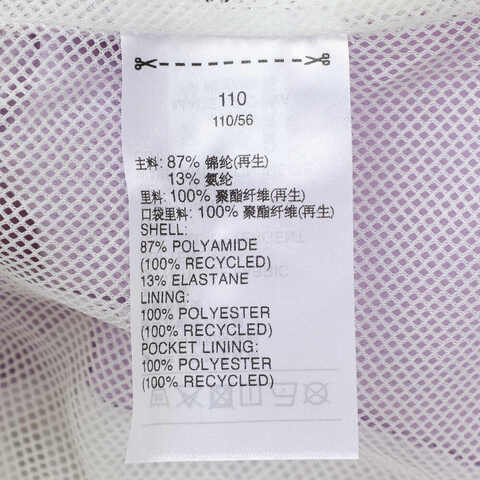 110
110/56
主料: 87% 锦纶(再生)
13% 氨纶
里料: 100% 聚酯纤维(再生)
口袋里料: 100% 聚酯纤维(再生)
SHELL:
87% POLYAMIDE
(100% RECYCLED)
13% ELASTANE
LINING:
100% POLYESTER
(100% RECYCLED)
POCKET LINING:
100% POLYESTER
(100% RECYCLED)